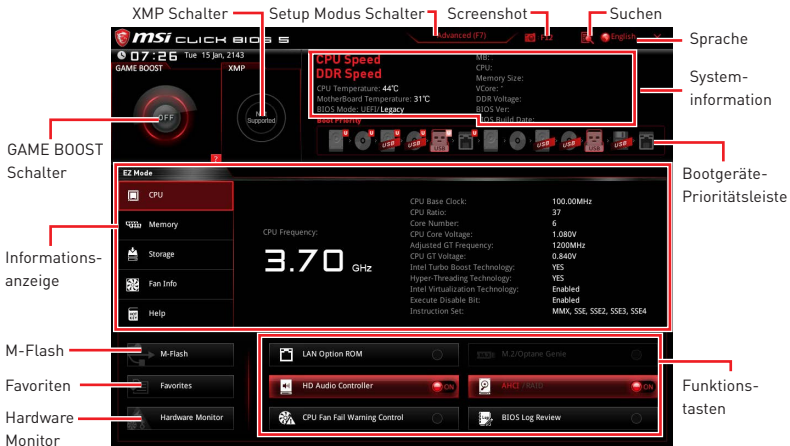 XMP Schalter
Setup Modus Schalter
Screenshot
Suchen
Sprache
System-
information
GAME BOOST
Schalter
Bootgeräte-
Prioritätsleiste
Informations-
anzeige
M-Flash
Favoriten
Hardware
Monitor
Funktions-
tasten
msi CLICK BIOS 5
Advanced (F7)
F12
English
X
07:26 Tue 15 Jan, 2143
GAME BOOST
XMP
OFF
Not
Supported
CPU Speed
DDR Speed
CPU Temperature: 44°C
MotherBoard Temperature: 31°C
BIOS Mode: UEFI/Legacy
MB:
CPU:
Memory Size:
VCore:
DDR Voltage:
BIOS Ver:
BIOS Build Date:
Boot Priority
U
U
U
USB
U
USB
U
USB
U
USB
USB
USB
USB
?
EZ Mode
CPU
Memory
Storage
Fan Info
Help
CPU Frequency:
3.70 GHz
CPU Base Clock: 100.00MHz
CPU Ratio: 37
Core Number: 6
CPU Core Voltage: 1.080V
Adjusted GT Frequency: 1200MHz
CPU GT Voltage: 0.840V
Intel Turbo Boost Technology: YES
Hyper-Threading Technology: YES
Intel Virtualization Technology: Enabled
Execute Disable Bit: Enabled
Instruction Set: MMX, SSE, SSE2, SSE3, SSE4
M-Flash
Favorites
Hardware Monitor
LAN Option ROM
M.2/Optane Genie
HD Audio Controller
ON
AHCI /RAID
ON
CPU Fan Fail Warning Control
BIOS Log Review